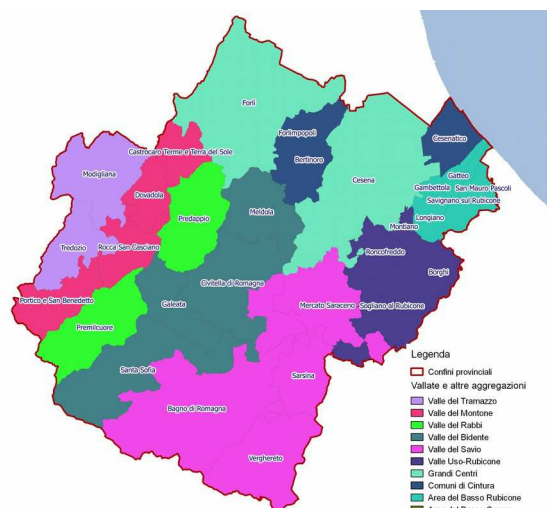 Forlì
Forlimpopoli
Cesenatico
Castrocaro Terme e Terra del Sole
Bertinoro
Modigliana
Cesena
Gatteo
Dovadola
Gambettola
San Mauro Pascoli
Predappio
Meldola
Savignano sul Rubicone
Longiano
Montiano
Tredozio
Rocca San Casciano
Roncofreddo
Borghi
Civitella di Romagna
Portico e San Benedetto
Galeata
Mercato Saraceno
Sogliano al Rubicone
Premilcuore
Santa Sofia
Sarsina
Bagno di Romagna
Verghereto
Legenda
Confini provinciali
Vallate e altre aggregazioni
Valle del Tramazzo
Valle del Montone
Valle del Rabbi
Valle del Bidente
Valle del Savio
Valle Uso-Rubicone
Grandi Centri
Comuni di Cintura
Area del Basso Rubicone